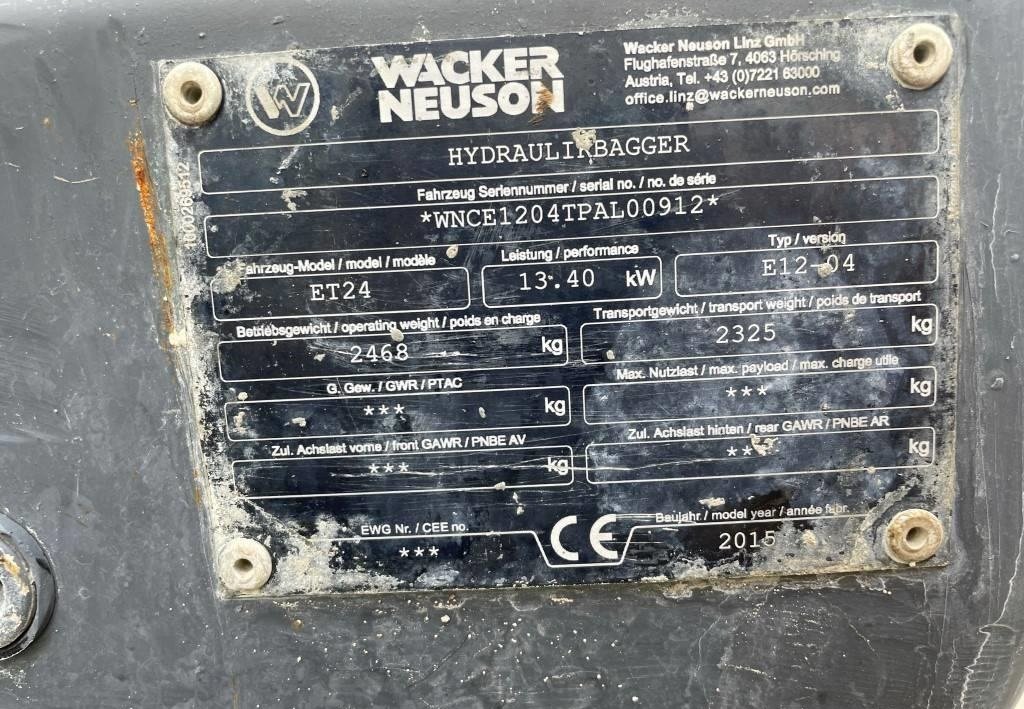 WACKER
NEUSON
Wacker Neuson Linz GmbH
Flughafenstraße 7, 4063 Hörsching
Austria, Tel. +43 (0)7221 63000
office.linz@wackerneuson.com
HYDRAULIKBAGGER
Fahrzeug Seriennummer / serial no. / no. de série
*WNCE1204TPAL00912*
Fahrzeug-Model / model / modèle
ET24
Leistung / performance
13.40 kW
Typ / version
E12-04
Betriebsgewicht / operating weight / poids en charge
2468 kg
Transportgewicht / transport weight / poids de transport
2325 kg
G. Gew. / GWR / PTAC
*** kg
Max. Nutzlast / max. payload / max. charge utile
*** kg
Zul. Achslast vorne / front GAWR / PNBE AV
*** kg
Zul. Achslast hinten / rear GAWR / PNBE AR
*** kg
EWG Nr. / CEE no.
***
CE
Baujahr / model year / année fabr.
2015